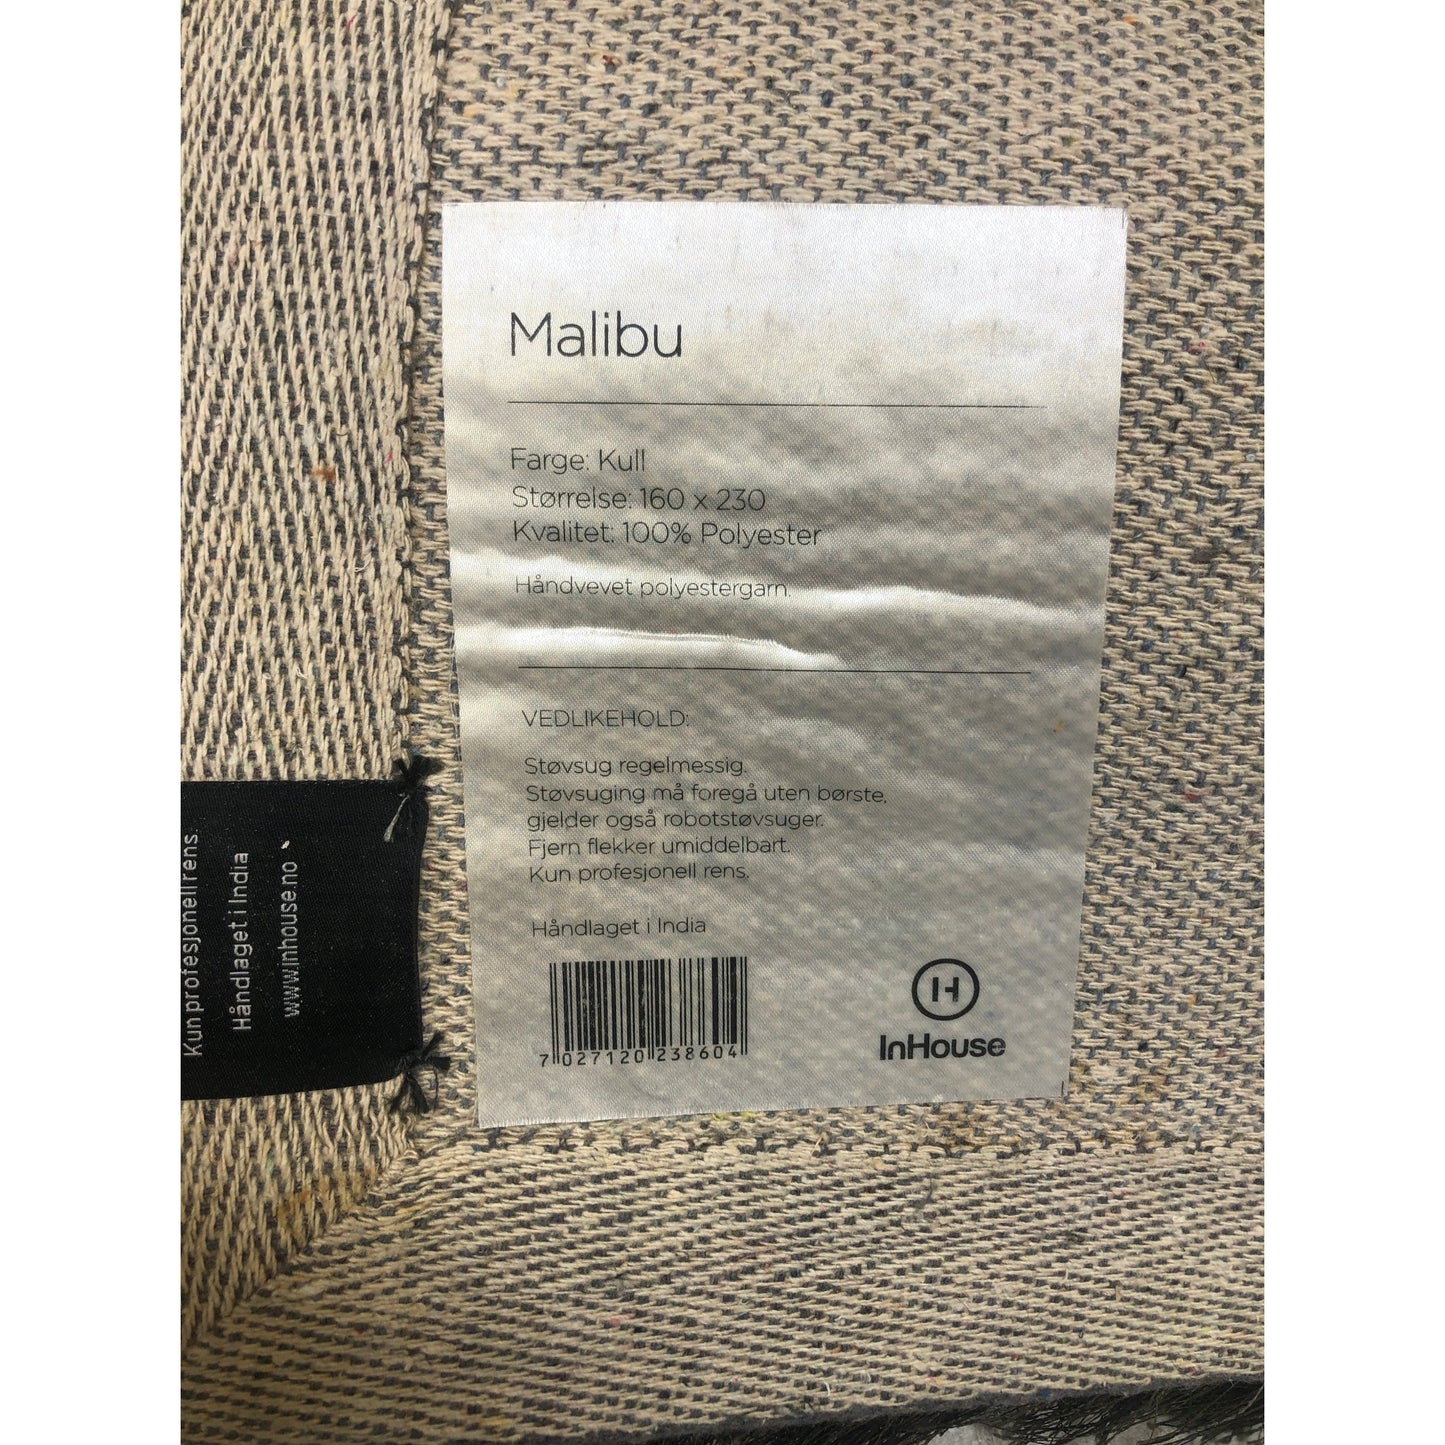 Malibu
Farge: Kull
Størrelse: 160 x 230
Kvalitet: 100% Polyester
Håndvevet polyestergarn.
VEDLIKEHOLD:
Støvsug regelmessig.
Støvsuging må foregå uten børste,
gjelder også robotstøvsuger.
Fjern flekker umiddelbart.
Kun profesjonell rens.
Håndlaget i India
7 027120 238604
InHouse
Kun profesjonell rens.
Håndlaget i India
www.inhouse.no